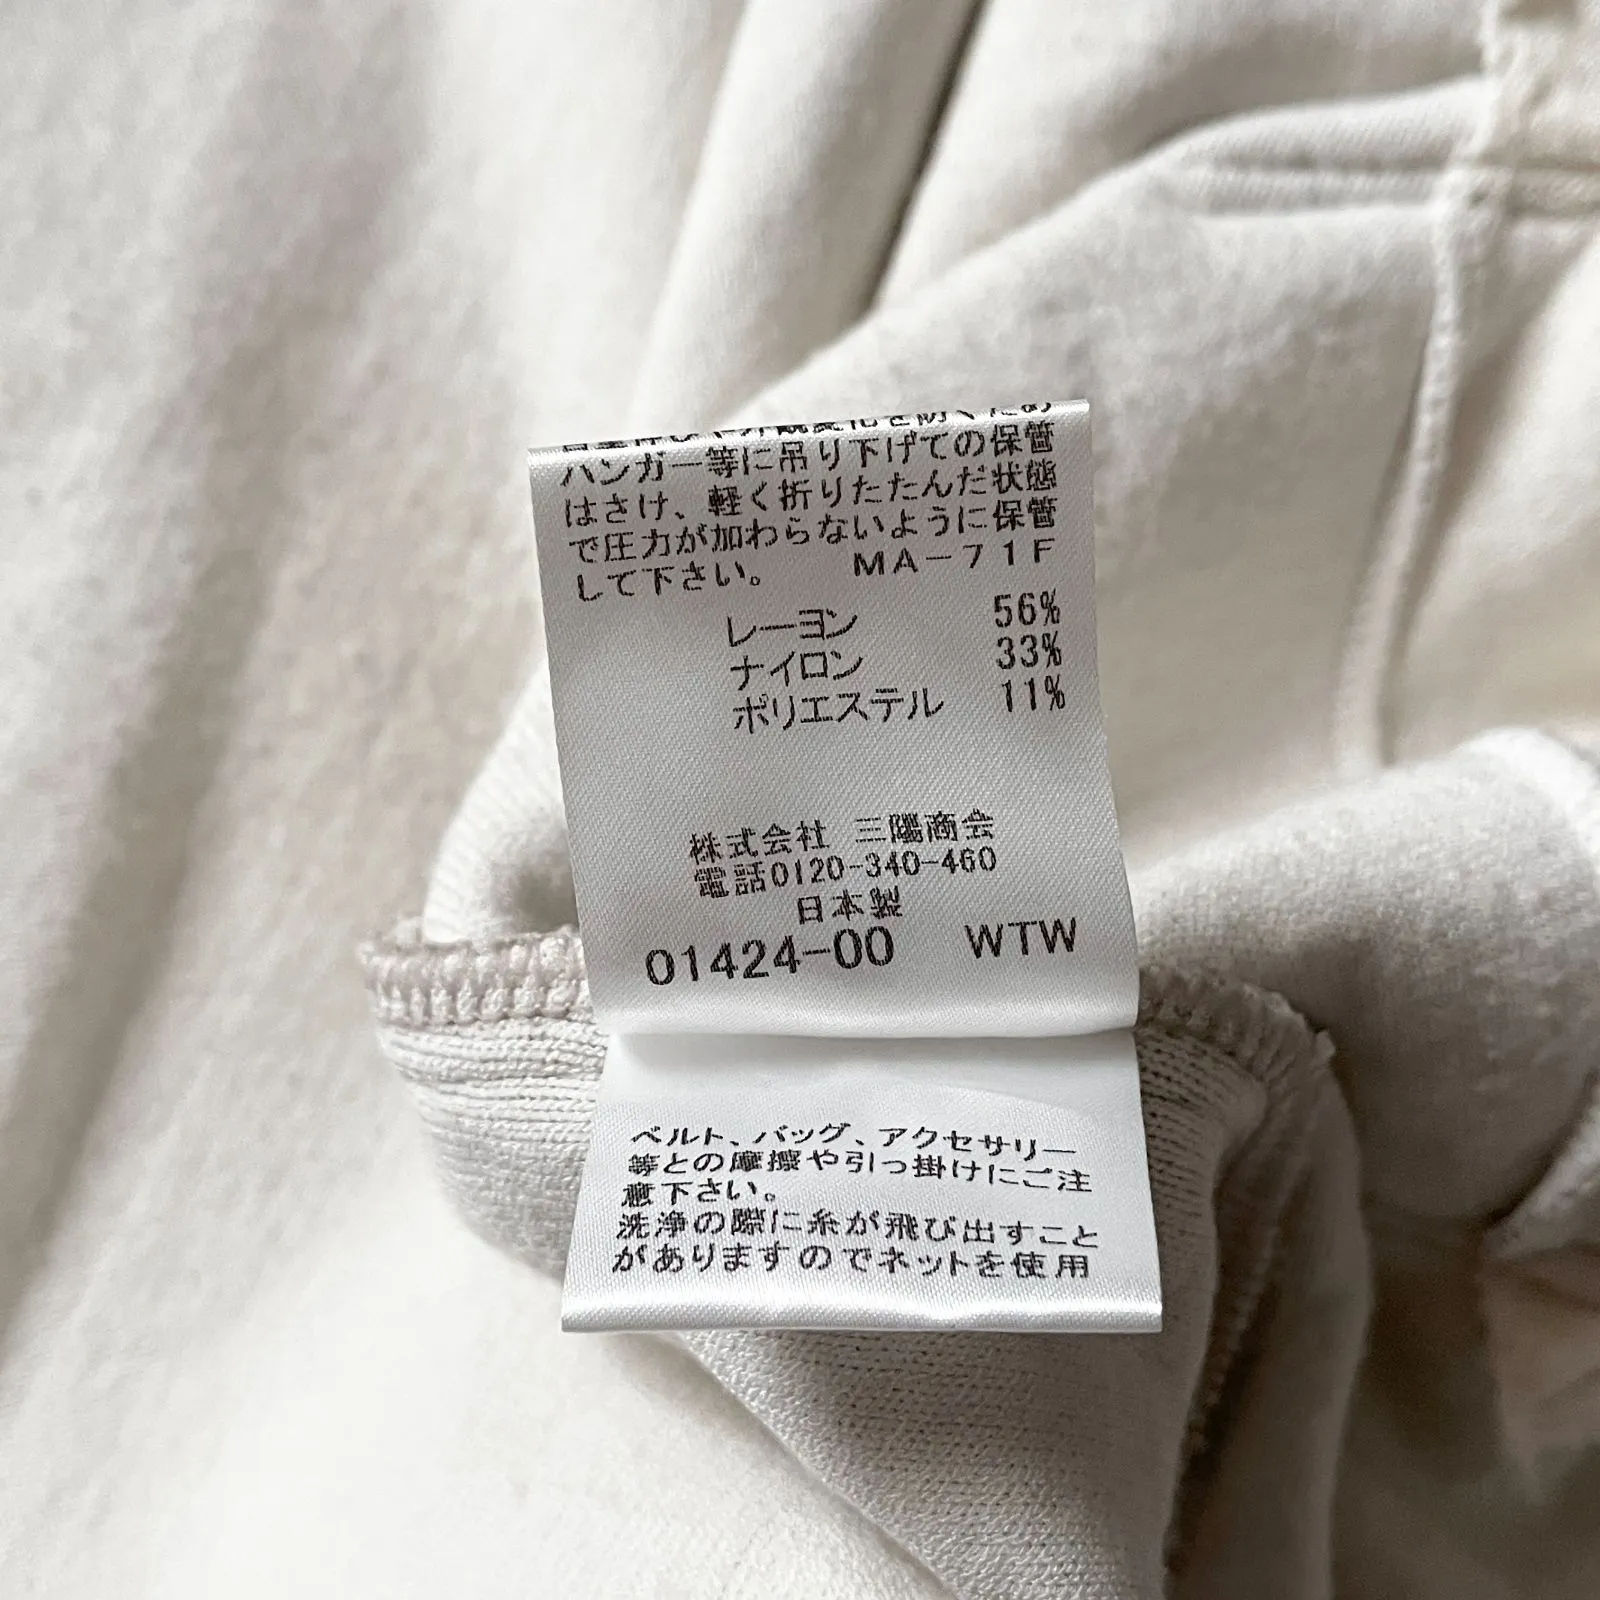 ハンガー等に吊り下げての保管
はさけ、軽く折りたたんだ状態
で圧力が加わらないように保管
して下さい。 MA-71F
レーヨン 56%
ナイロン 33%
ポリエステル 11%
株式会社 三陽商会
電話0120-340-460
日本製
01424-00 WTW
ベルト、バッグ、アクセサリー
等との摩擦や引っ掛けにご注
意下さい。
洗浄の際に糸が飛び出すこと
がありますのでネットを使用